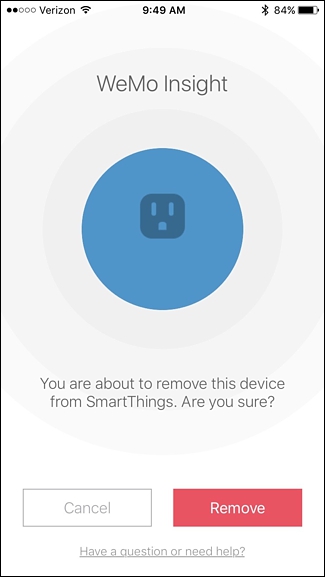 Verizon 9:49 AM 84%
WeMo Insight
You are about to remove this device
from SmartThings. Are you sure?
Cancel Remove
Have a question or need help?